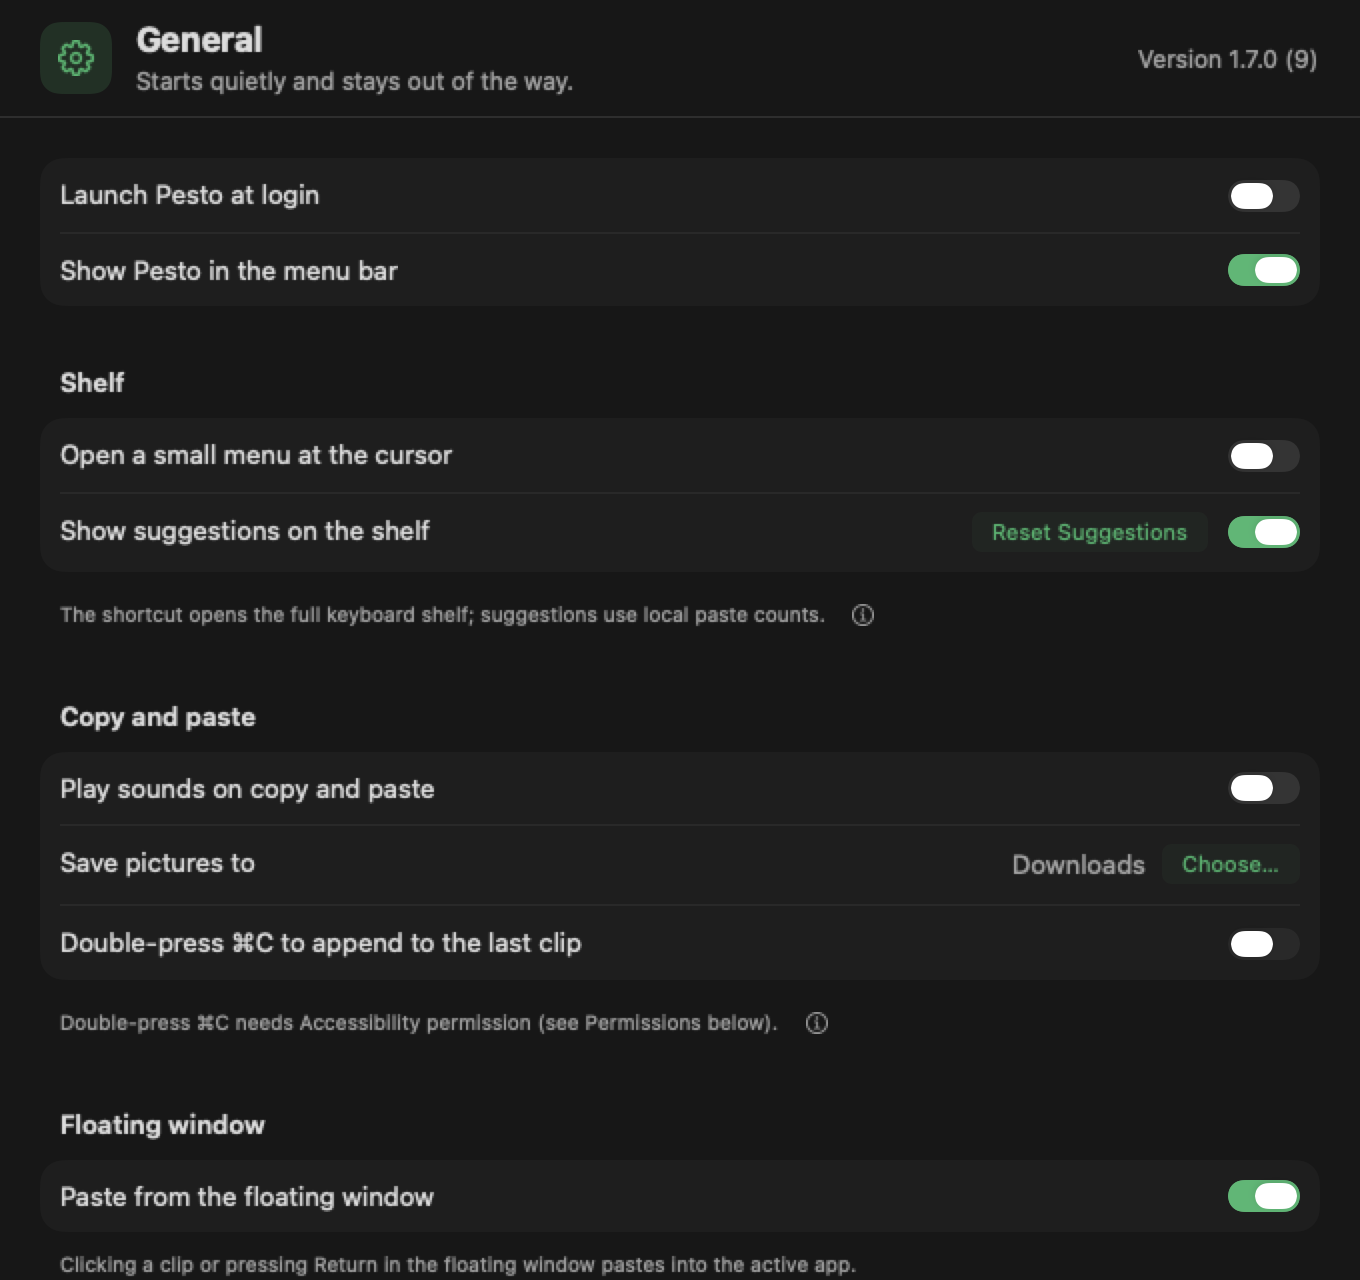 General
Starts quietly and stays out of the way.
Version 1.7.0 (9)
Launch Pesto at login
Show Pesto in the menu bar
Shelf
Open a small menu at the cursor
Show suggestions on the shelf
Reset Suggestions
The shortcut opens the full keyboard shelf; suggestions use local paste counts.
Copy and paste
Play sounds on copy and paste
Save pictures to
Downloads
Choose...
Double-press ⌘C to append to the last clip
Double-press ⌘C needs Accessibility permission (see Permissions below).
Floating window
Paste from the floating window
Clicking a clip or pressing Return in the floating window pastes into the active app.